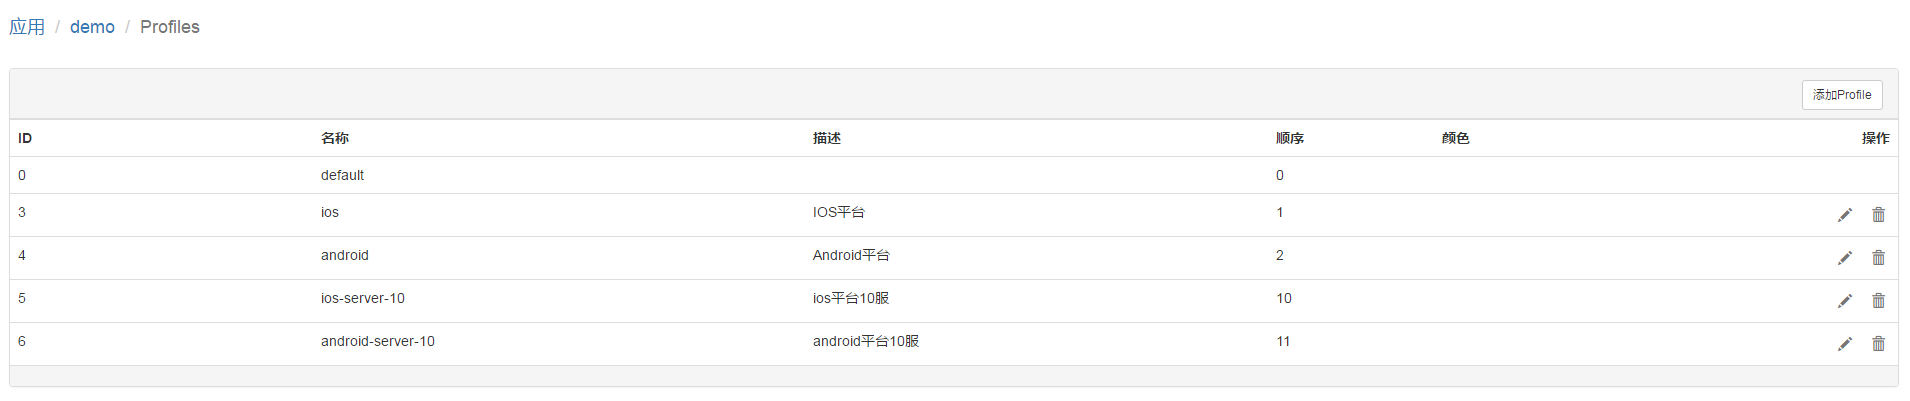 应用 / demo / Profiles
添加Profile
ID 名称 描述 顺序 颜色 操作
0 default 0
3 ios IOS平台 1
4 android Android平台 2
5 ios-server-10 ios平台10服 10
6 android-server-10 android平台10服 11